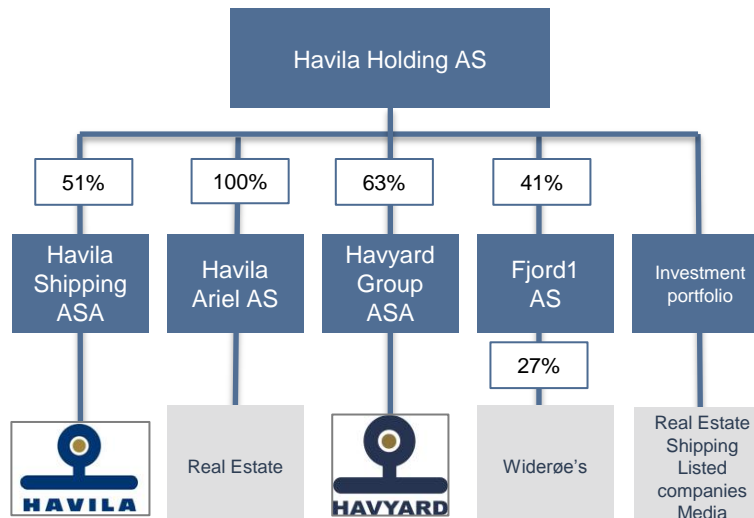 Havila Holding AS
51%
100%
63%
41%
Havila
Shipping
ASA
Havila
Ariel AS
Havyard
Group
ASA
Fjord1
AS
Investment
portfolio
27%
HAVILA
Real Estate
HAVYARD
Widerøe's
Real Estate
Shipping
Listed
companies
Media